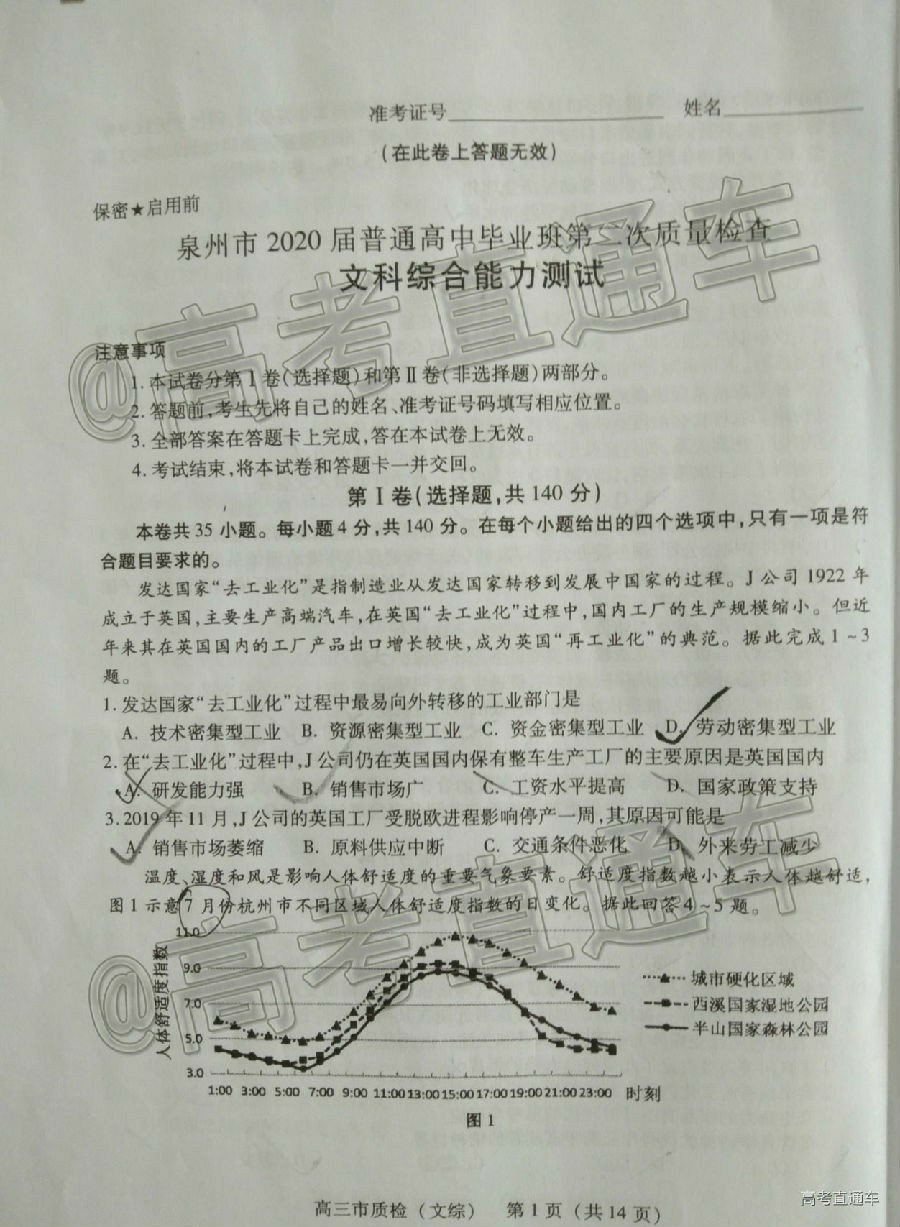 准考证号 姓名
(在此卷上答题无效)
保密★启用前
泉州市 2020 届普通高中毕业班第二次质量检查
文科综合能力测试
@高考直通车
注意事项
1. 本试卷分第Ⅰ卷(选择题)和第Ⅱ卷(非选择题)两部分。
2. 答题前,考生先将自己的姓名、准考证号码填写相应位置。
3. 全部答案在答题卡上完成,答在本试卷上无效。
4. 考试结束,将本试卷和答题卡一并交回。
第Ⅰ卷(选择题,共 140 分)
本卷共 35 小题。每小题 4 分,共 140 分。在每个小题给出的四个选项中,只有一项是符
合题目要求的。
发达国家“去工业化”是指制造业从发达国家转移到发展中国家的过程。J 公司 1922 年
成立于英国,主要生产高端汽车,在英国“去工业化”过程中,国内工厂的生产规模缩小。但近
年来其在英国国内的工厂产品出口增长较快,成为英国“再工业化”的典范。据此完成 1~3
题。
1. 发达国家“去工业化”过程中最易向外转移的工业部门是
A. 技术密集型工业 B. 资源密集型工业 C. 资金密集型工业 D. 劳动密集型工业
2. 在“去工业化”过程中,J 公司仍在英国国内保有整车生产工厂的主要原因是英国国内
A. 研发能力强 B. 销售市场广 C. 工资水平提高 D. 国家政策支持
3. 2019 年 11 月,J 公司的英国工厂受脱欧进程影响停产一周,其原因可能是
A. 销售市场萎缩 B. 原料供应中断 C. 交通条件恶化 D. 外来劳工减少
温度、湿度和风是影响人体舒适度的重要气象要素。舒适度指数越小表示人体越舒适,
图 1 示意 7 月份杭州市不同区域人体舒适度指数的日变化。据此回答 4~5 题。
@高考直通车
人体舒适度指数
11.0
9.0
7.0
5.0
3.0
城市硬化区域
西溪国家湿地公园
半山国家森林公园
1:00 3:00 5:00 7:00 9:00 11:00 13:00 15:00 17:00 19:00 21:00 23:00 时刻
图 1
高三市质检(文综) 第 1 页(共 14 页)
高考直通车